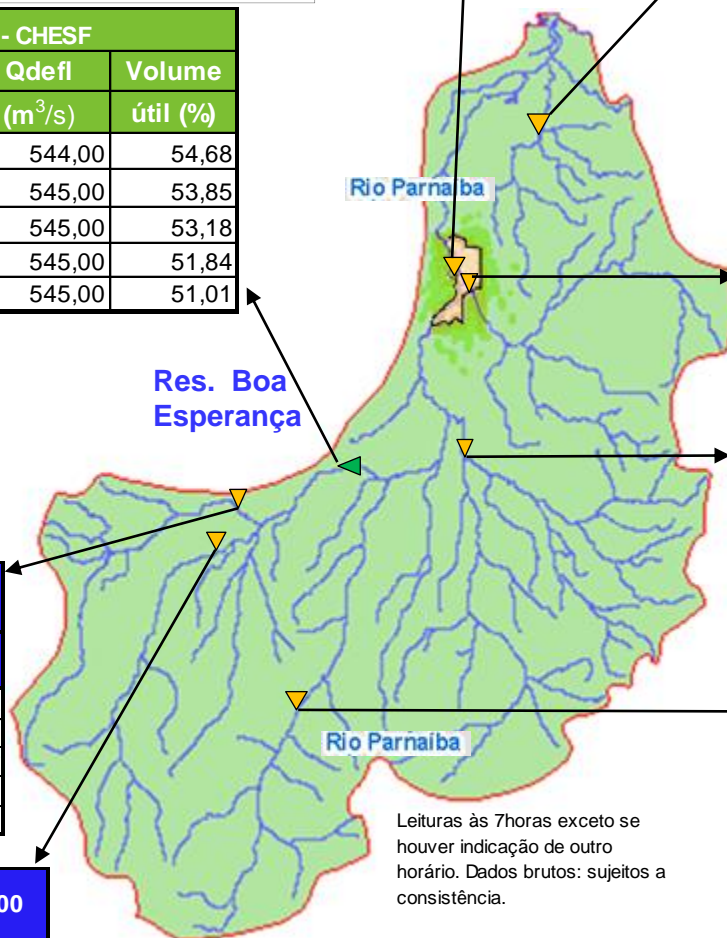 - CHESF
Qdefl Volume
(m³/s) útil (%)
544,00 54,68
545,00 53,85
545,00 53,18
545,00 51,84
545,00 51,01
Rio Parnaíba
Res. Boa
Esperança
Rio Parnaíba
Leituras às 7horas exceto se
houver indicação de outro
horário. Dados brutos: sujeitos a
consistência.
00